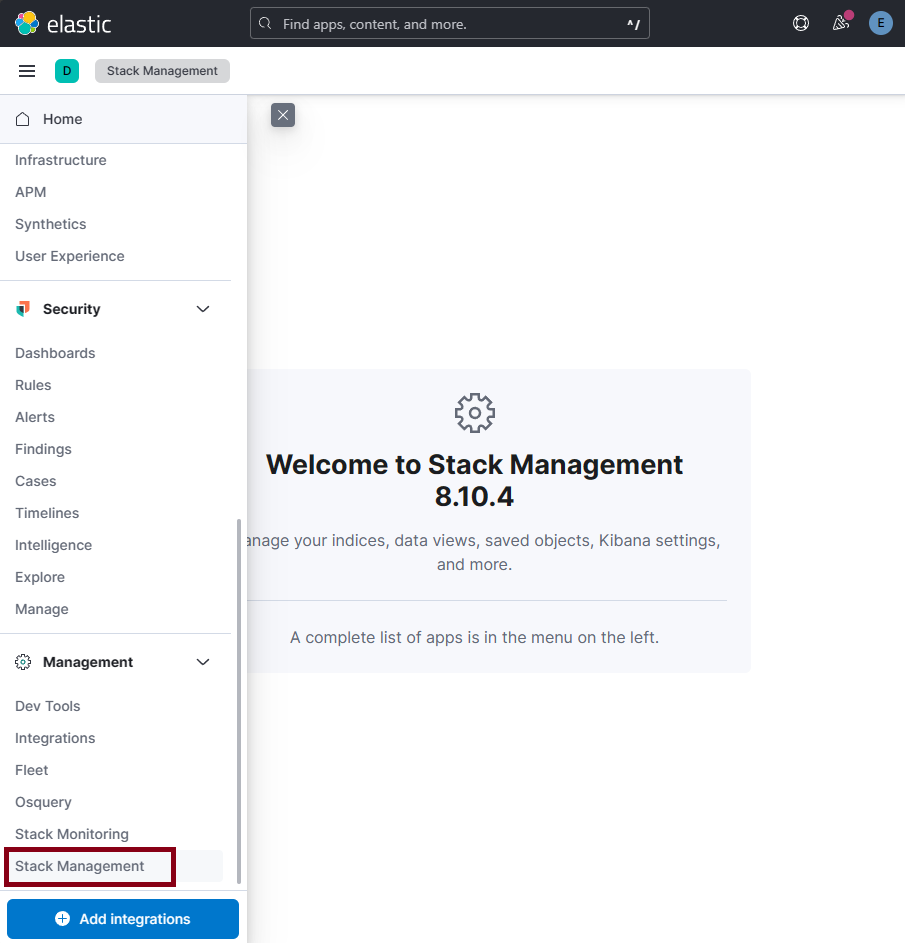 elastic
Find apps, content, and more.
^/
E
D
Stack Management
Home
Infrastructure
APM
Synthetics
User Experience
Security
Dashboards
Rules
Alerts
Findings
Cases
Timelines
Intelligence
Explore
Manage
Management
Dev Tools
Integrations
Fleet
Osquery
Stack Monitoring
Stack Management
Add integrations
Welcome to Stack Management
8.10.4
anage your indices, data views, saved objects, Kibana settings,
and more.
A complete list of apps is in the menu on the left.